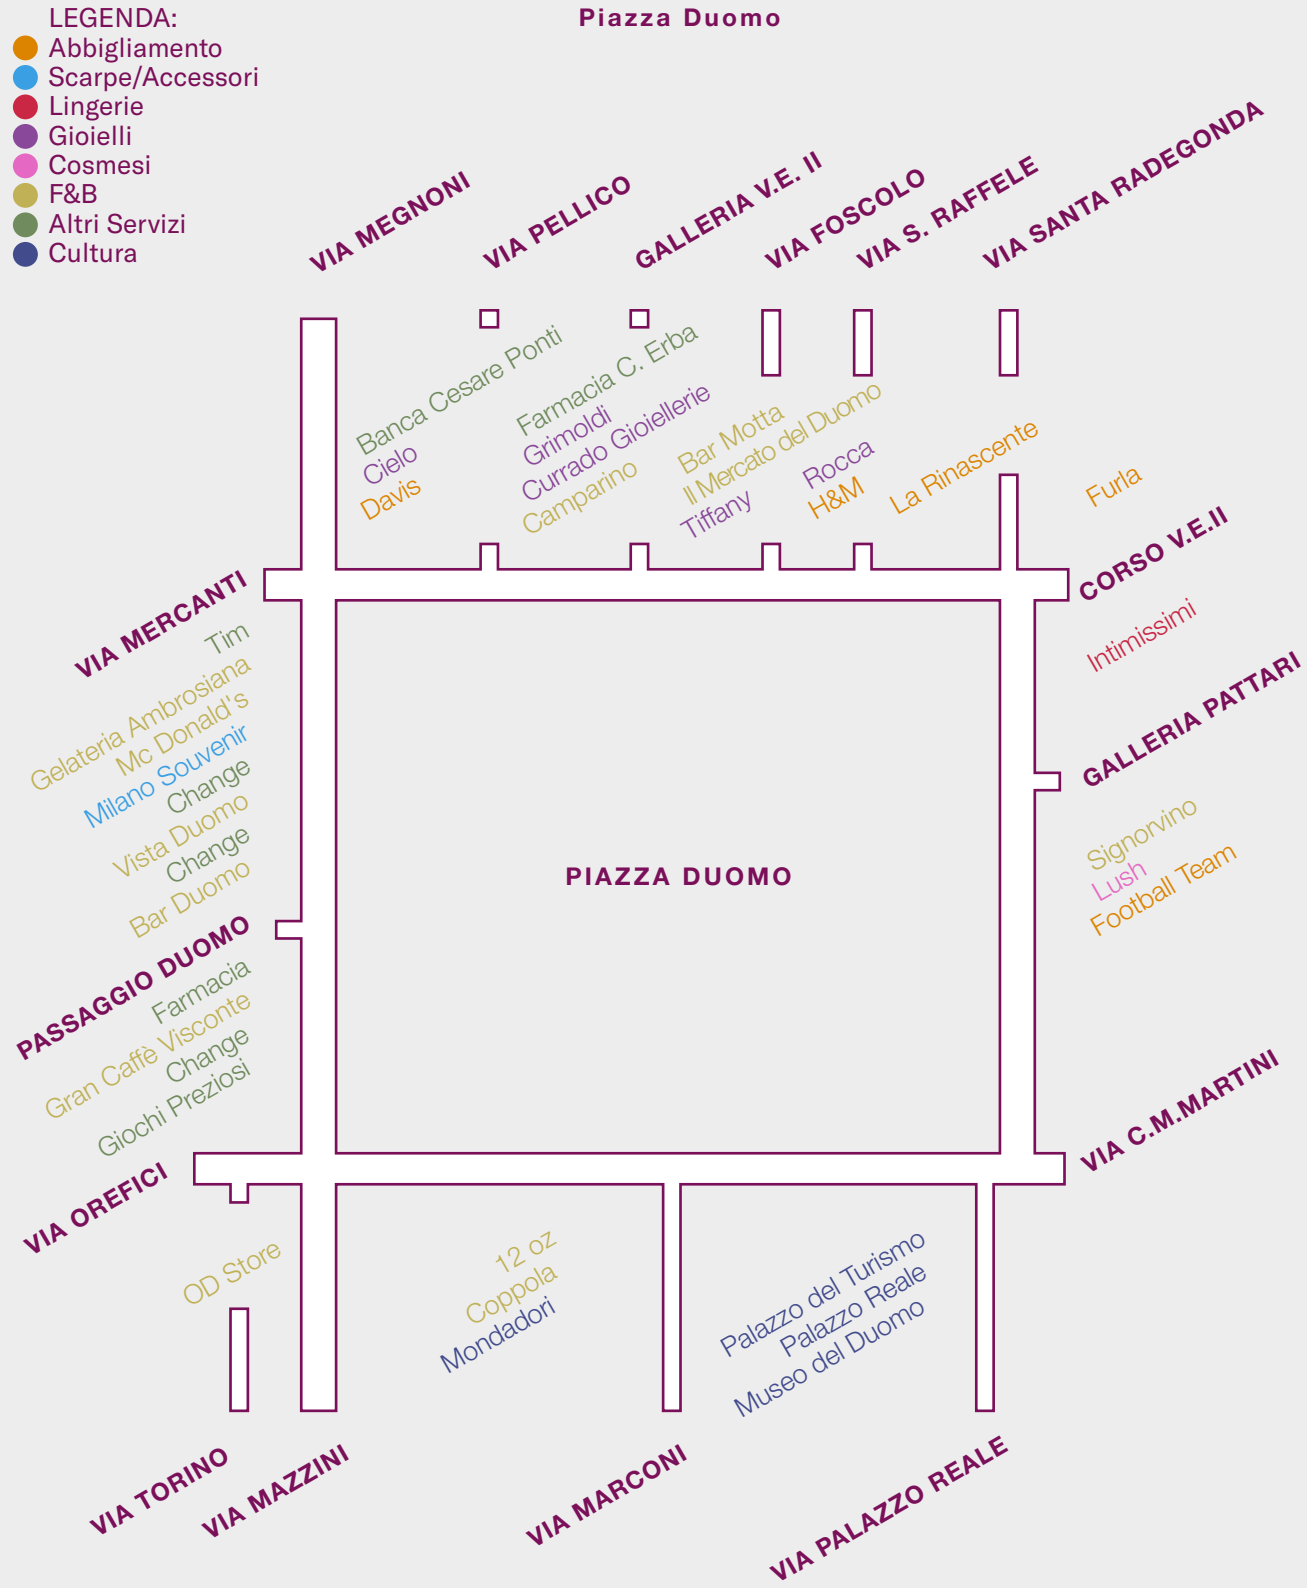 Piazza Duomo
LEGENDA:
Abbigliamento
Scarpe/Accessori
Lingerie
Gioielli
Cosmesi
F&B
Altri Servizi
Cultura
VIA MEGNONI
VIA PELLICO
GALLERIA V.E. II
VIA FOSCOLO
VIA S. RAFFELE
VIA SANTA RADEGONDA
Banca Cesare Ponti
Cielo
Davis
Farmacia C. Erba
Grimoldi
Currado Gioiellerie
Camparino
Bar Motta
Il Mercato del Duomo
Tiffany
Rocca
H&M
La Rinascente
Furla
VIA MERCANTI
CORSO V.E.II
Tim
Gelateria Ambrosiana
Mc Donald's
Milano Souvenir
Change
Vista Duomo
Change
Bar Duomo
Intimissimi
GALLERIA PATTARI
PIAZZA DUOMO
Signorvino
Lush
Football Team
PASSAGGIO DUOMO
Farmacia
Gran Caffè Visconte
Change
Giochi Preziosi
VIA OREFICI
VIA C.M.MARTINI
OD Store
12 oz
Coppola
Mondadori
Palazzo del Turismo
Palazzo Reale
Museo del Duomo
VIA TORINO
VIA MAZZINI
VIA MARCONI
VIA PALAZZO REALE